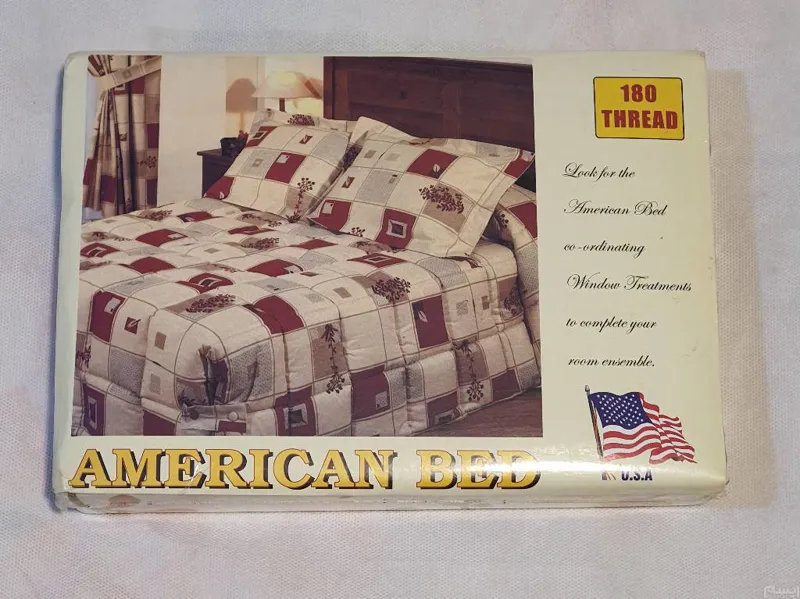 180
THREAD
Look for the
American Bed
co-ordinating
Window Treatments
to complete your
room ensemble.
U.S.A
AMERICAN BED